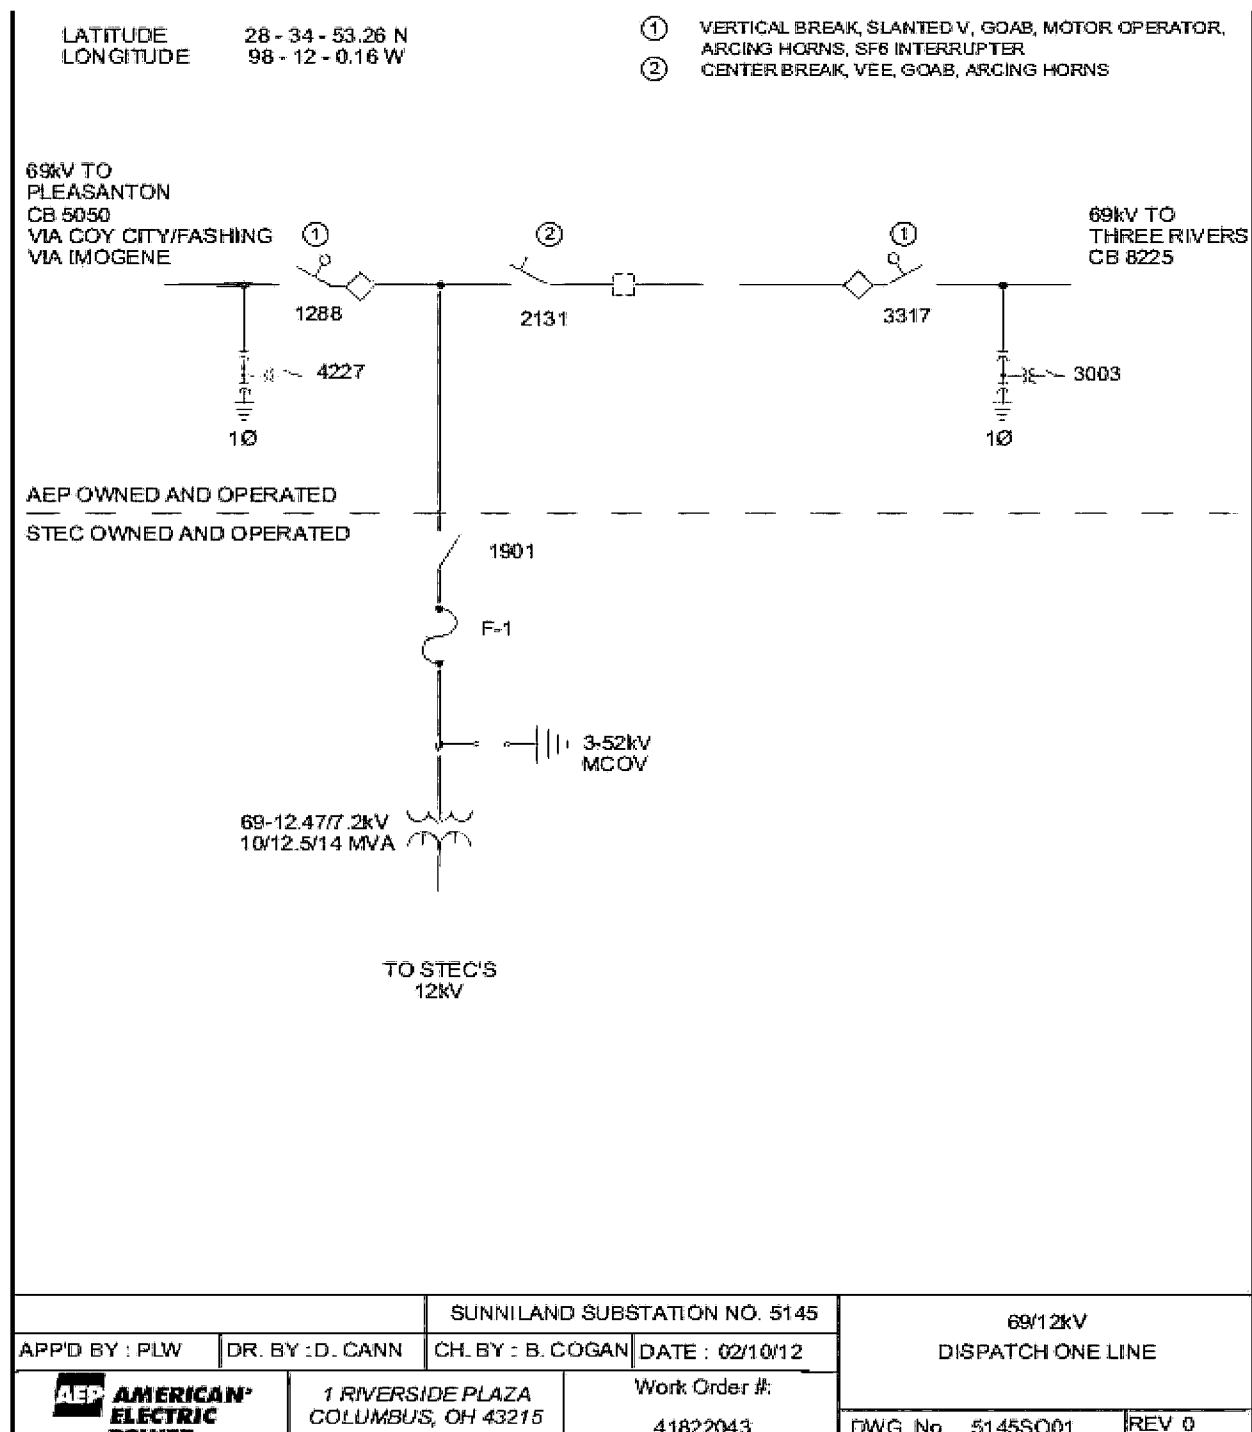 LATITUDE 28 - 34 - 53.26 N
LONGITUDE 98 - 12 - 0.16 W
1 VERTICAL BREAK, SLANTED V, GOAB, MOTOR OPERATOR,
ARCING HORNS, SF6 INTERRUPTER
2 CENTER BREAK, VEE, GOAB, ARCING HORNS
69kV TO
PLEASANTON
CB 5050
VIA COY CITY/FASHING
VIA IMOGENE
1
2
1
69kV TO
THREE RIVERS
CB 8225
1288
2131
3317
4227
3003
1Ø
1Ø
AEP OWNED AND OPERATED
STEC OWNED AND OPERATED
1901
F-1
3-52kV
MCOV
69-12.47/7.2kV
10/12.5/14 MVA
TO STEC'S
12kV
SUNNILAND SUBSTATION NO. 5145
69/12kV
DISPATCH ONE LINE
APP'D BY : PLW
DR. BY : D. CANN
CH. BY : B. COGAN
DATE : 02/10/12
AEP AMERICAN
ELECTRIC
POWER
1 RIVERSIDE PLAZA
COLUMBUS, OH 43215
Work Order #:
41822043
DWG. No. 5145SO01
REV 0